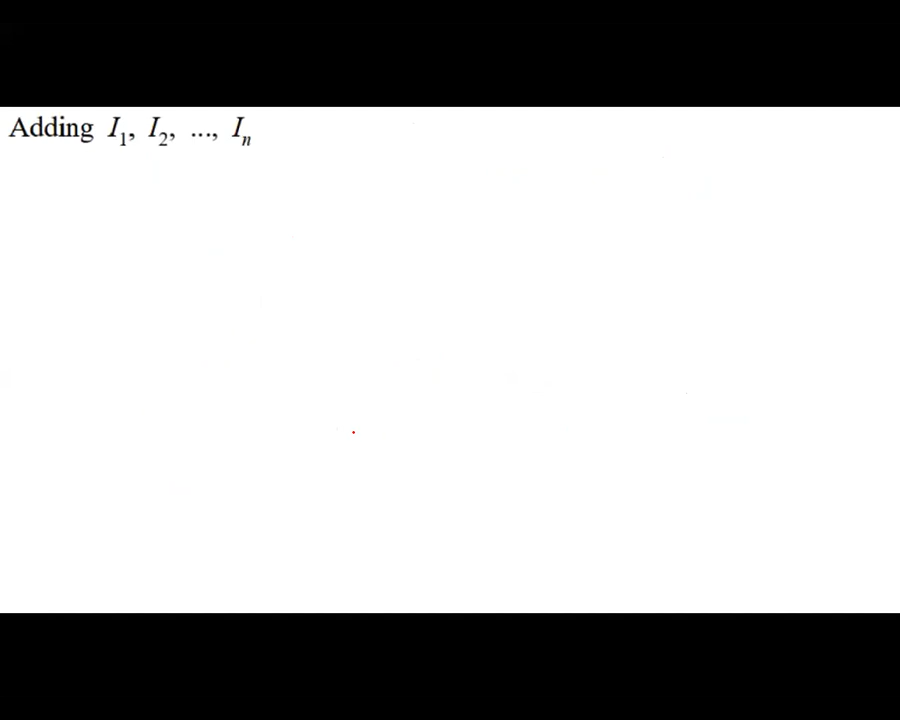 Adding I₁, I₂, ..., Iₙ